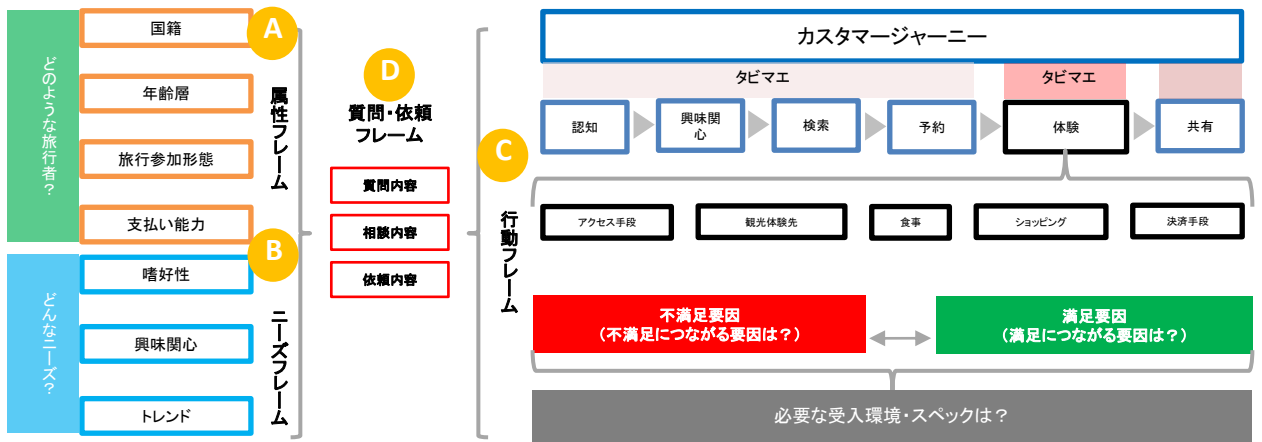 どのような旅行者？
国籍
年齢層
旅行参加形態
支払い能力
A
属性フレーム
どんなニーズ？
嗜好性
興味関心
トレンド
B
ニーズフレーム
D
質問・依頼
フレーム
質問内容
相談内容
依頼内容
C
行動フレーム
カスタマージャーニー
タビマエ
タビマエ
認知
興味関
心
検索
予約
体験
共有
アクセス手段
観光体験先
食事
ショッピング
決済手段
不満足要因
（不満足につながる要因は？）
満足要因
（満足につながる要因は？）
必要な受入環境・スペックは？